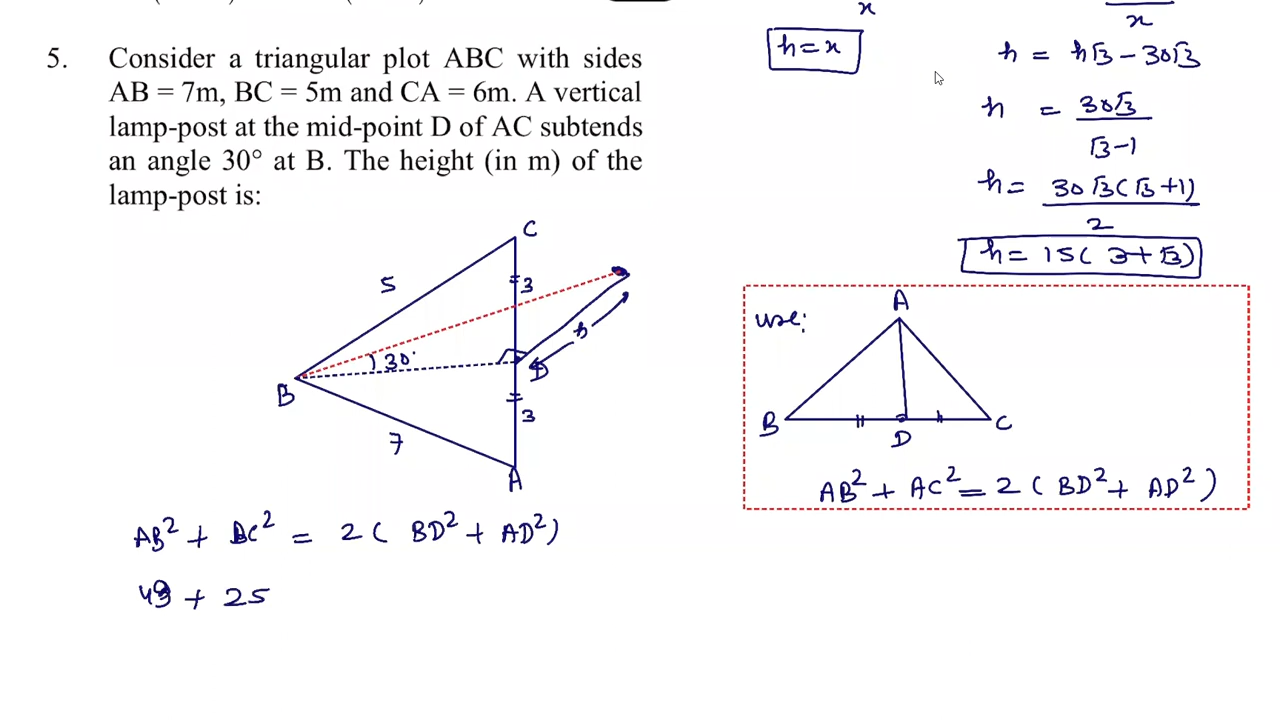 5. Consider a triangular plot ABC with sides
AB = 7m, BC = 5m and CA = 6m. A vertical
lamp-post at the mid-point D of AC subtends
an angle 30° at B. The height (in m) of the
lamp-post is:
C
5
3
30°
h
D
B
3
7
A
AB² + BC² = 2( BD² + AD²)
49 + 25
x
h = x
x
h = h√3 – 30√3
h = 30√3
√3–1
h = 30√3(√3+1)
2
h = 15( 3+√3)
use:
A
B
D
C
AB² + AC² = 2( BD² + AD²)